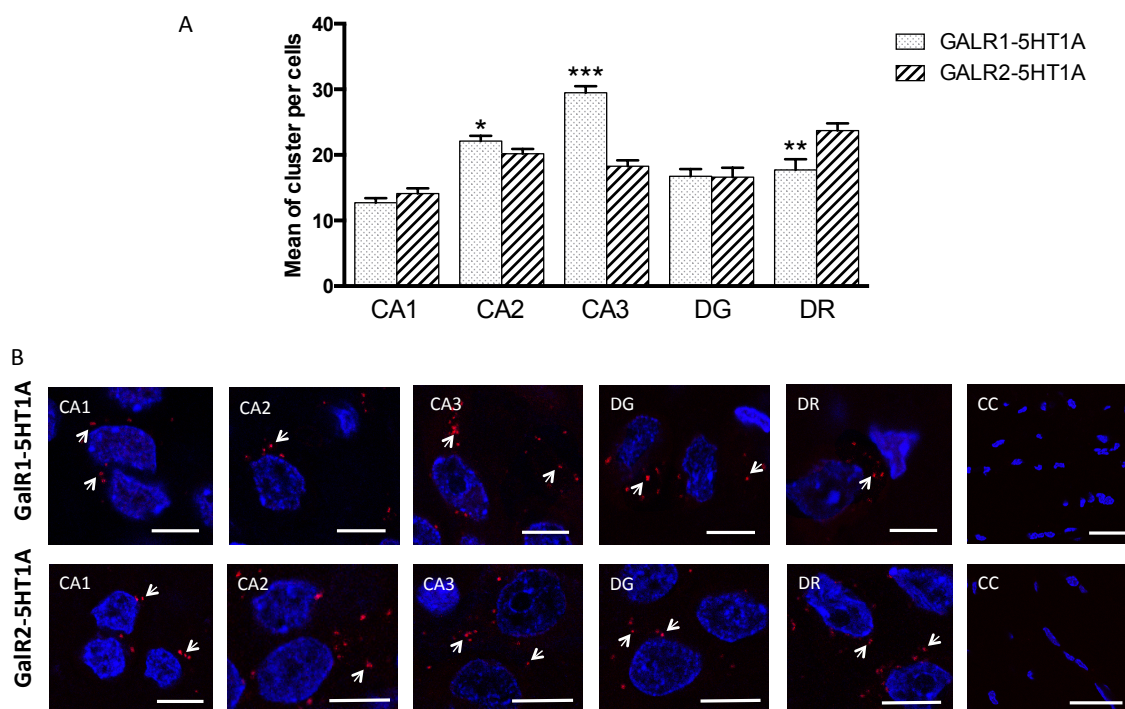 A
GALR1-5HT1A
GALR2-5HT1A
Mean of cluster per cells
40
30
20
10
0
*
***
**
CA1 CA2 CA3 DG DR
B
GalR1-5HT1A
CA1 CA2 CA3 DG DR CC
GalR2-5HT1A
CA1 CA2 CA3 DG DR CC